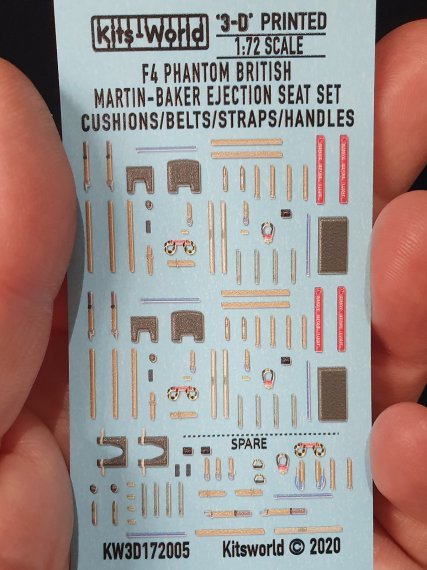 Kits-World
"3-D" PRINTED
1:72 SCALE
F4 PHANTOM BRITISH
MARTIN-BAKER EJECTION SEAT SET
CUSHIONS/BELTS/STRAPS/HANDLES
SPARE
KW3D172005
Kitsworld © 2020